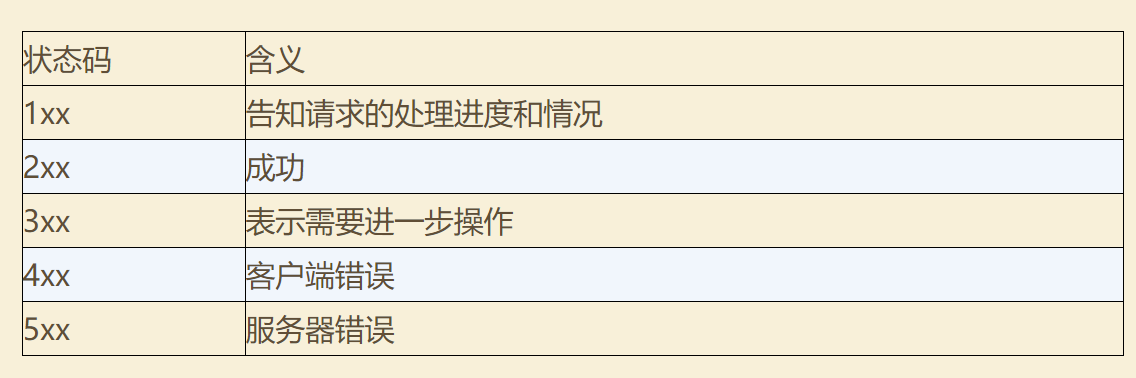 状态码 含义
1xx 告知请求的处理进度和情况
2xx 成功
3xx 表示需要进一步操作
4xx 客户端错误
5xx 服务器错误